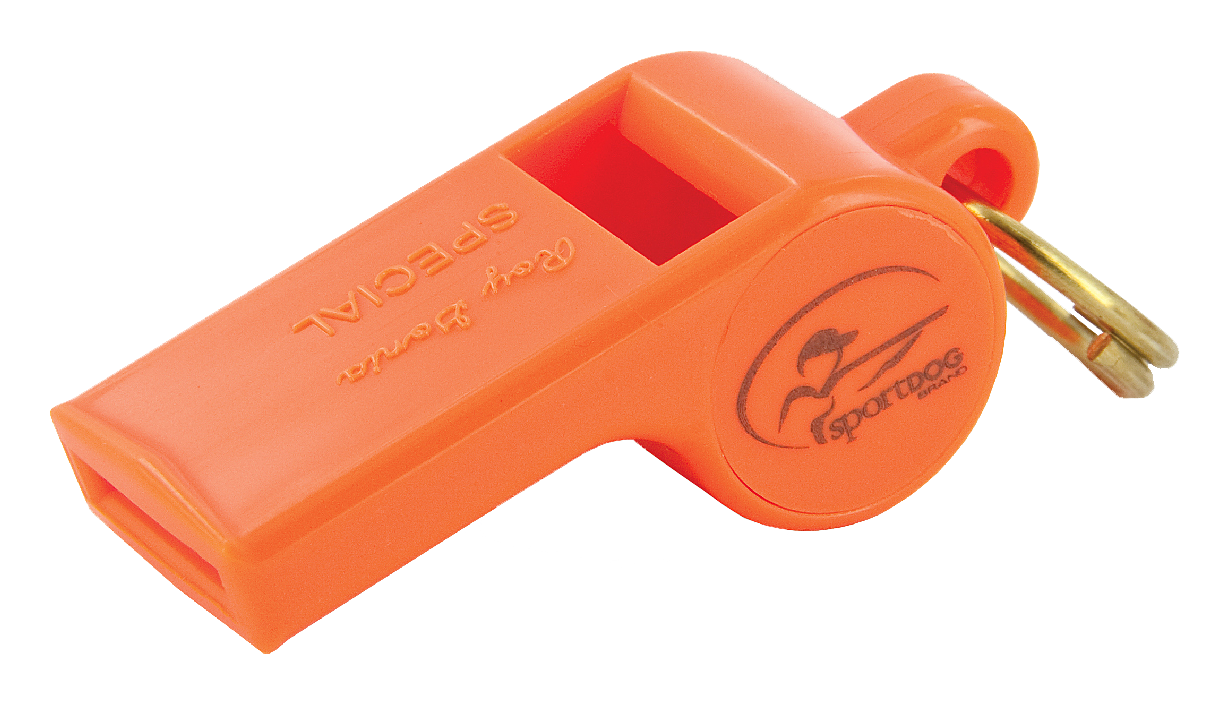 Roy Gonia
SPECIAL
sportDOG
BRAND